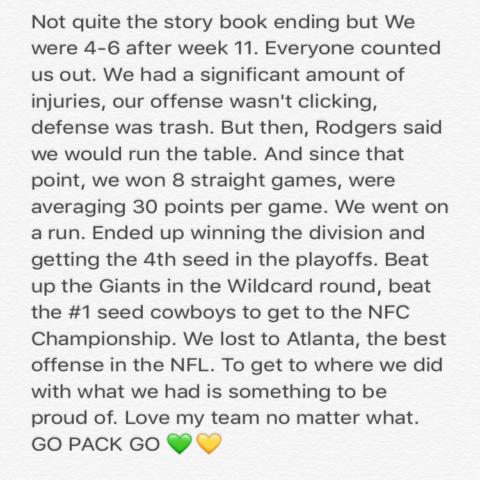 Not quite the story book ending but We
were 4-6 after week 11. Everyone counted
us out. We had a significant amount of
injuries, our offense wasn't clicking,
defense was trash. But then, Rodgers said
we would run the table. And since that
point, we won 8 straight games, were
averaging 30 points per game. We went on
a run. Ended up winning the division and
getting the 4th seed in the playoffs. Beat
up the Giants in the Wildcard round, beat
the #1 seed cowboys to get to the NFC
Championship. We lost to Atlanta, the best
offense in the NFL. To get to where we did
with what we had is something to be
proud of. Love my team no matter what.
GO PACK GO 💚💛